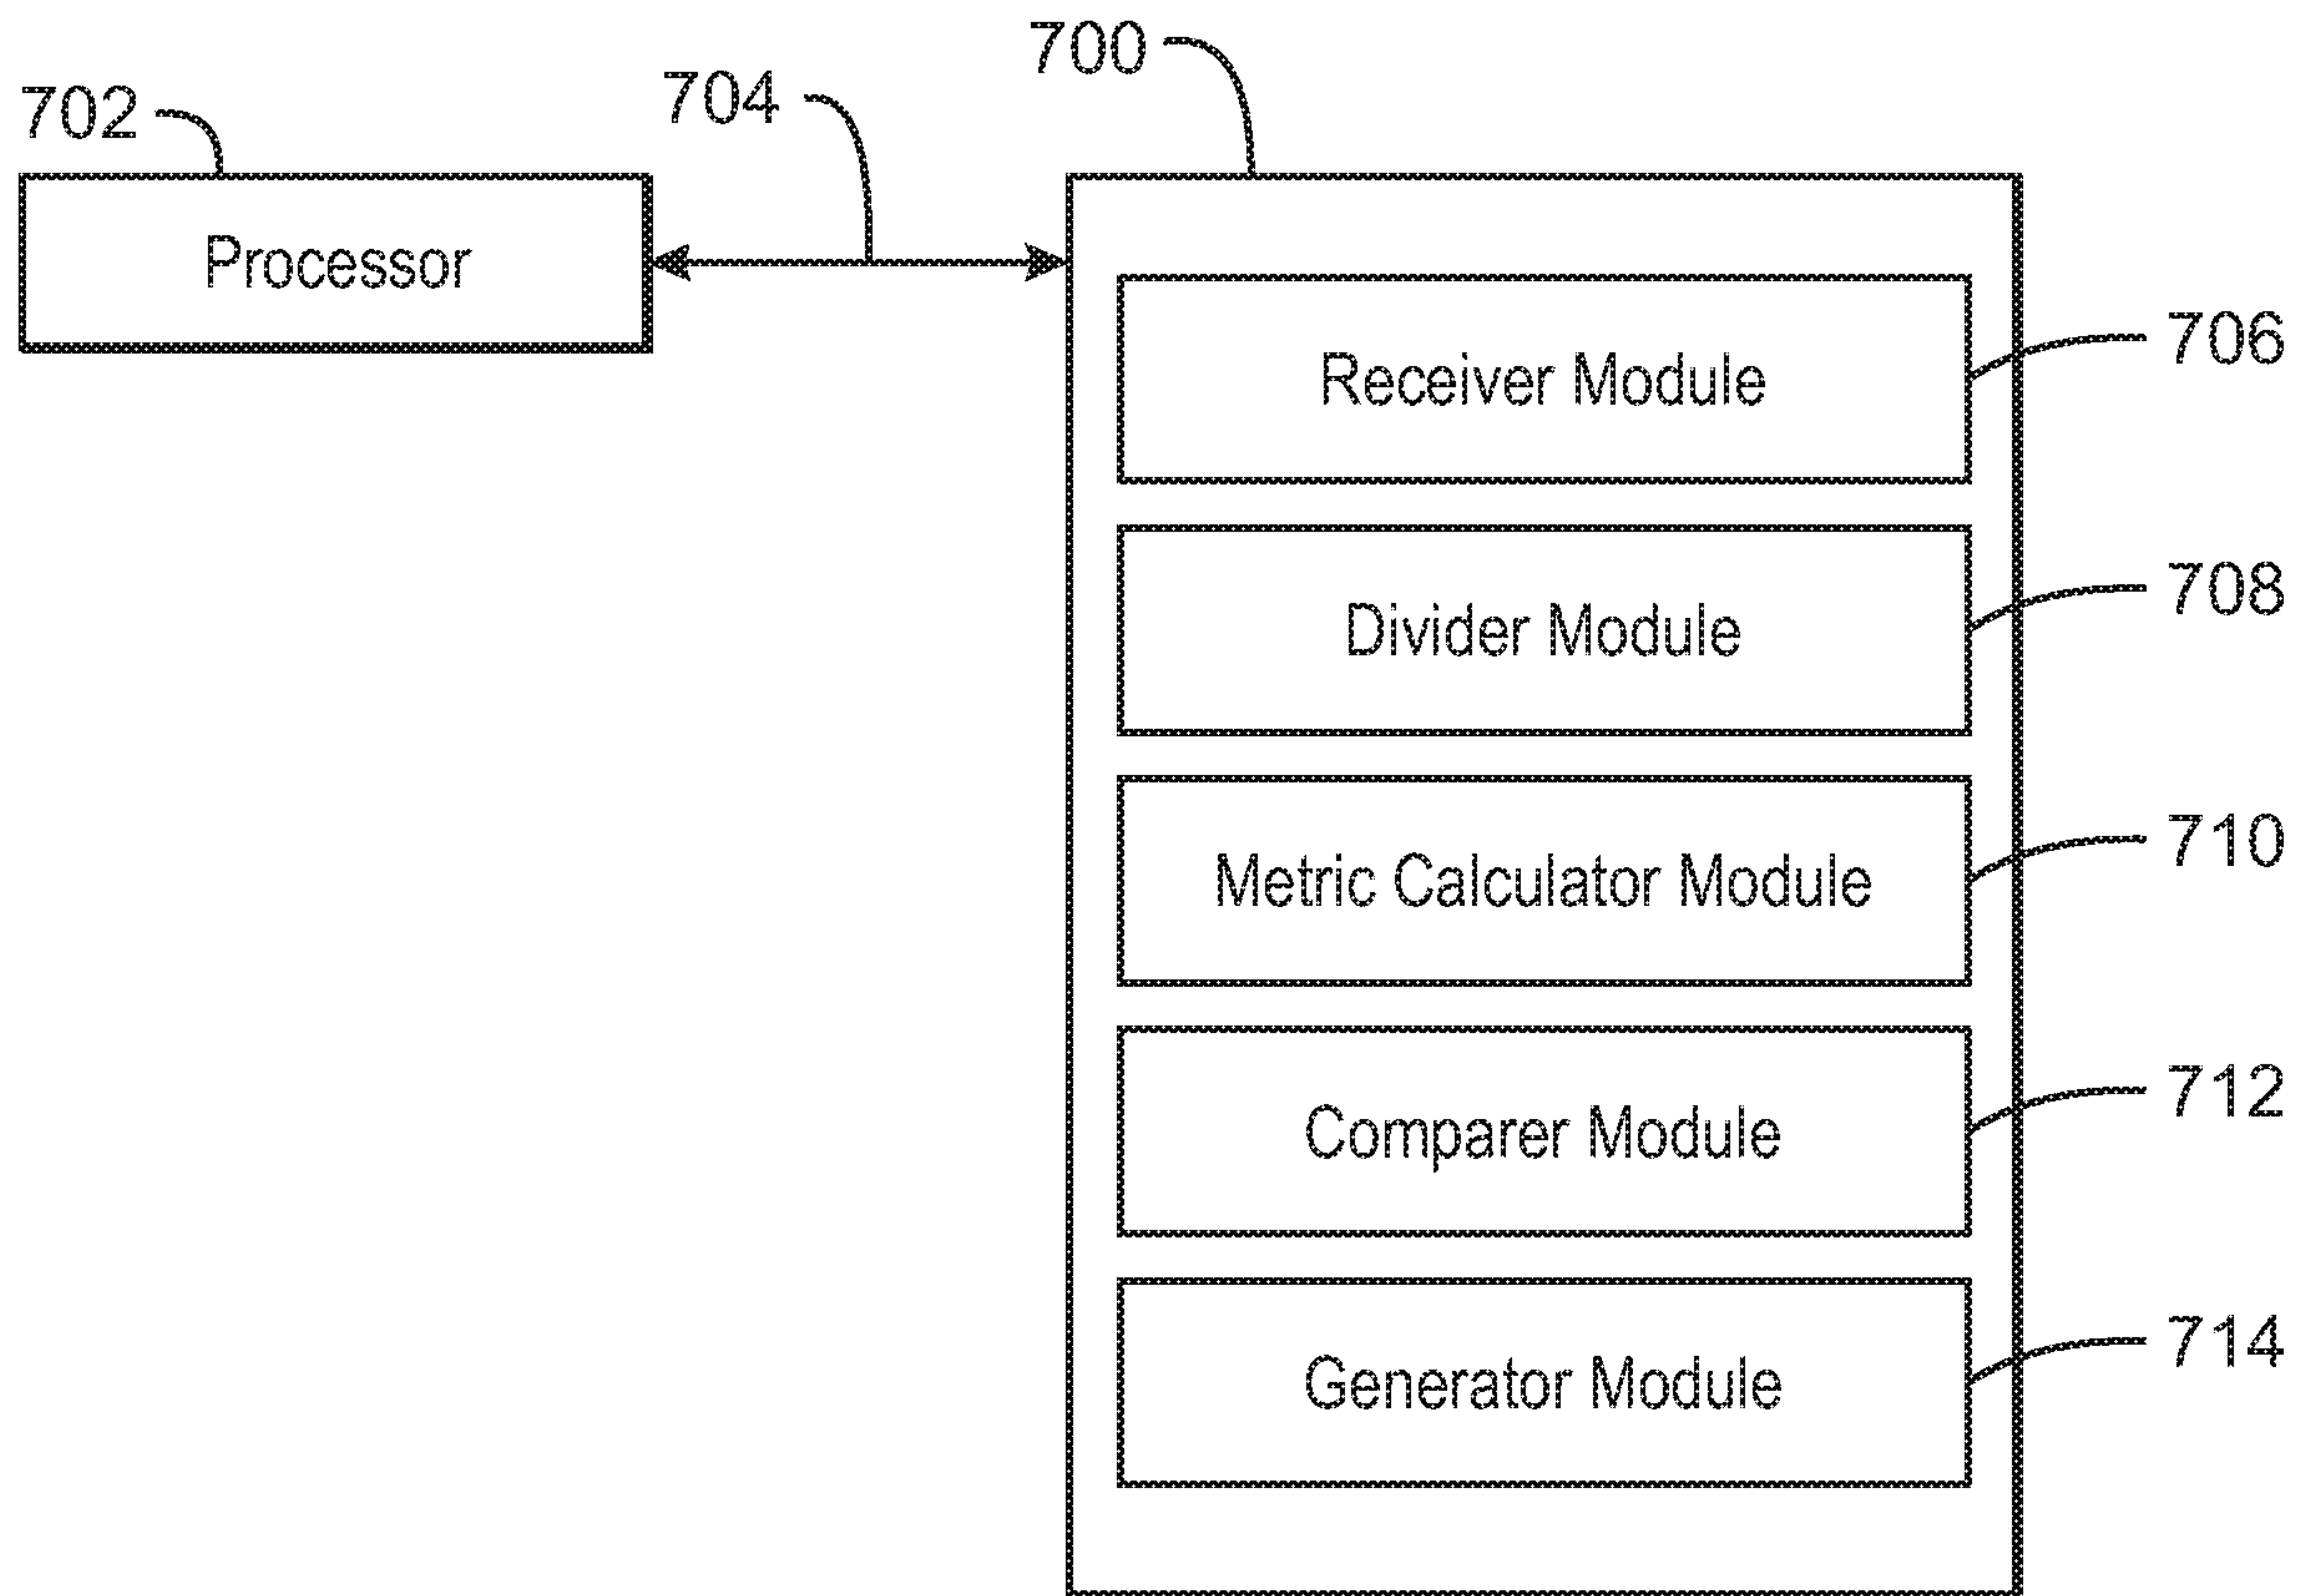 700
704
702
Processor
Receiver Module
706
Divider Module
708
Metric Calculator Module
710
Comparer Module
712
Generator Module
714